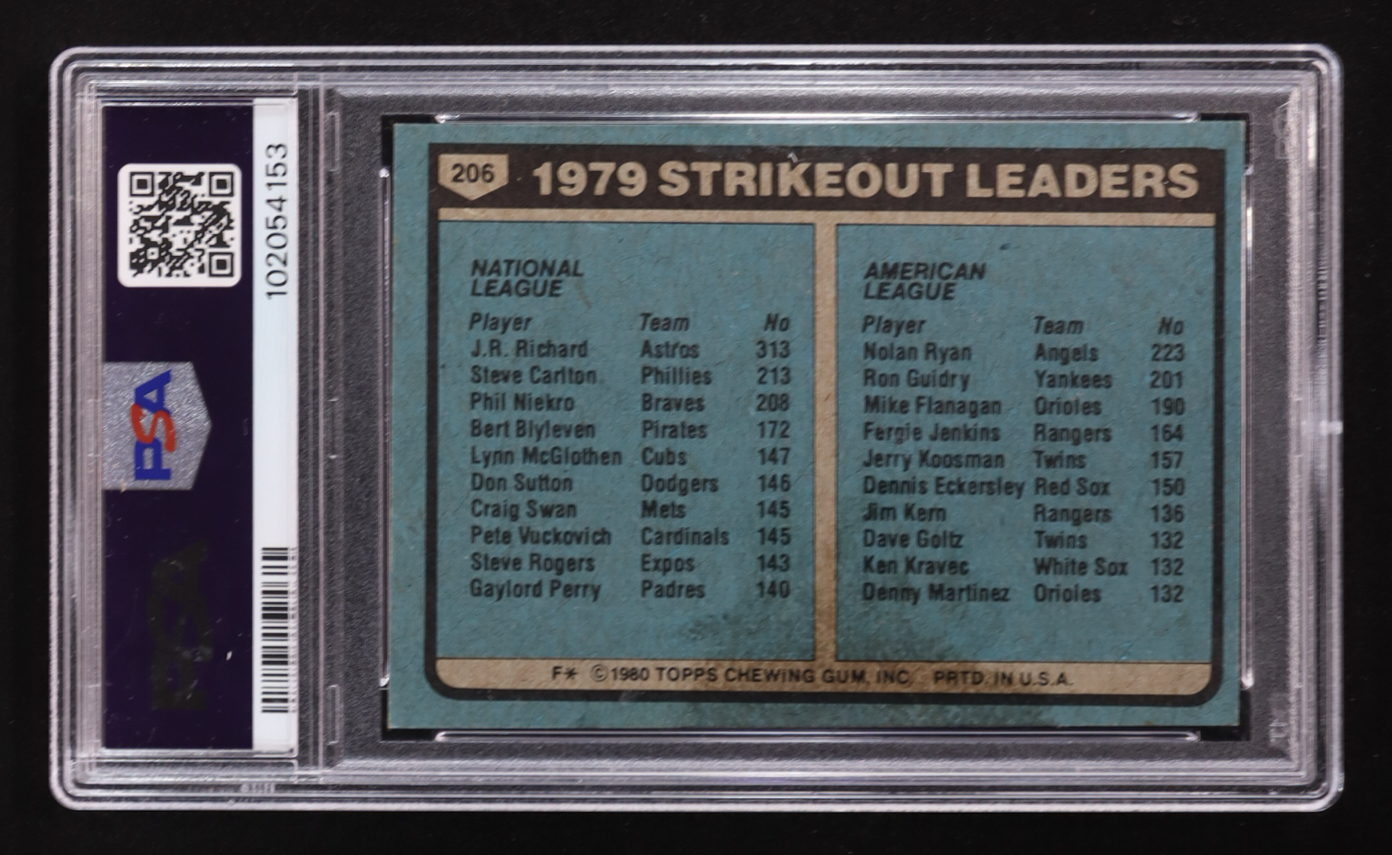 102054153
PSA
206
1979 STRIKEOUT LEADERS
NATIONAL
LEAGUE
Player Team No
J.R. Richard Astros 313
Steve Carlton Phillies 213
Phil Niekro Braves 208
Bert Blyleven Pirates 172
Lynn McGlothen Cubs 147
Don Sutton Dodgers 146
Craig Swan Mets 145
Pete Vuckovich Cardinals 145
Steve Rogers Expos 143
Gaylord Perry Padres 140
AMERICAN
LEAGUE
Player Team No
Nolan Ryan Angels 223
Ron Guidry Yankees 201
Mike Flanagan Orioles 190
Fergie Jenkins Rangers 164
Jerry Koosman Twins 157
Dennis Eckersley Red Sox 150
Jim Kern Rangers 136
Dave Goltz Twins 132
Ken Kravec White Sox 132
Denny Martinez Orioles 132
F* ©1980 TOPPS CHEWING GUM, INC. PRTD. IN U.S.A.